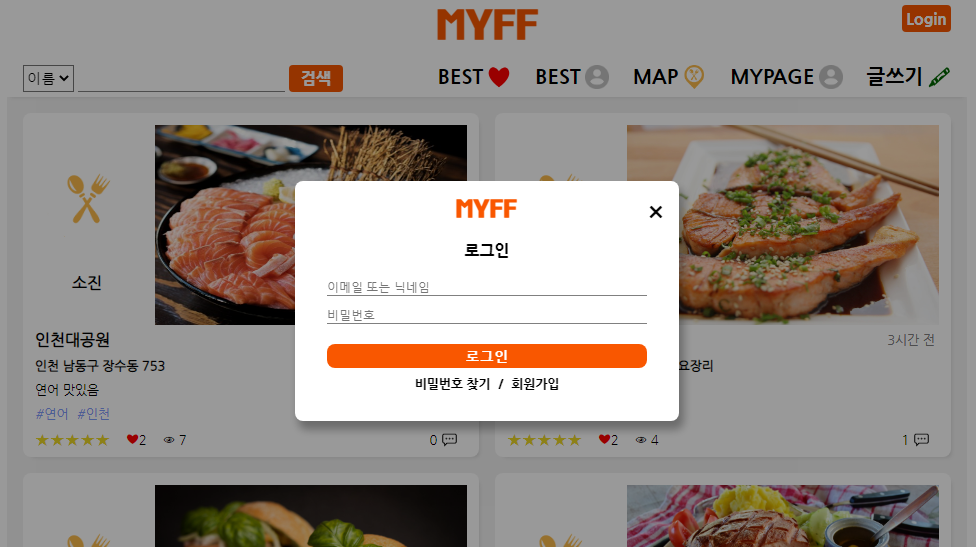 MYFF
Login
이름
검색
BEST
BEST
MAP
MYPAGE
글쓰기
MYFF
×
로그인
이메일 또는 닉네임
비밀번호
로그인
비밀번호 찾기 / 회원가입
소진
인천대공원
인천 남동구 장수동 753
연어 맛있음
#연어 #인천
★★★★★ 2 7 0
3시간 전
요장리
★★★★★ 2 4 1